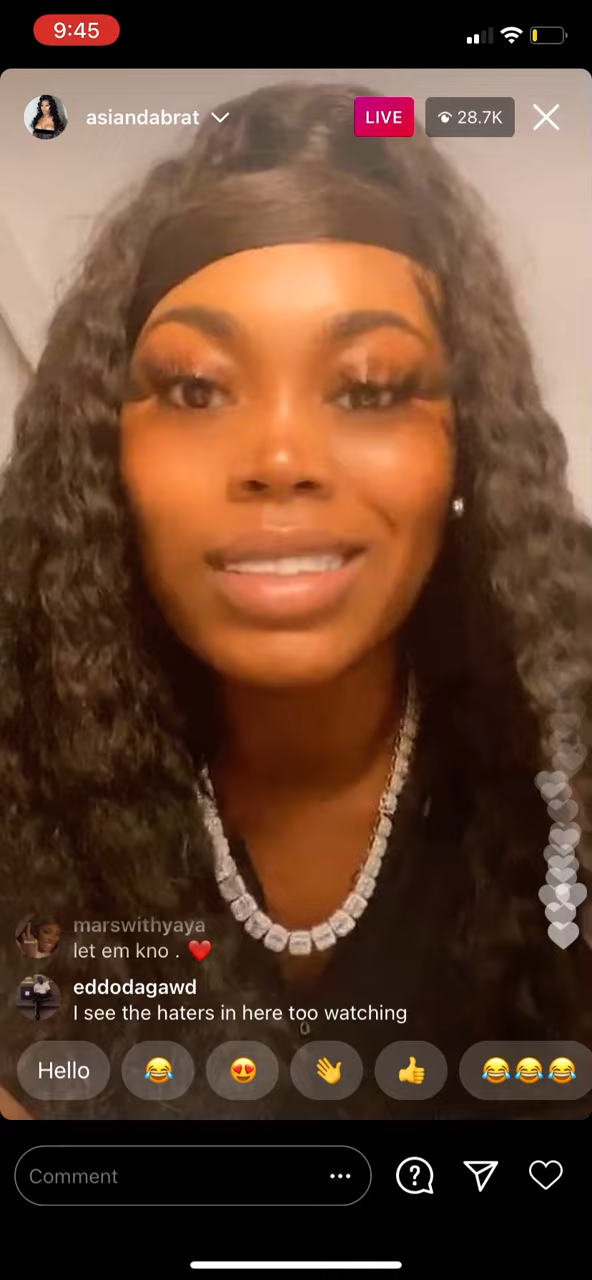 9:45
asiandabrat
LIVE
28.7K
marswithyaya
let em kno . ❤️
eddodagawd
I see the haters in here too watching
Hello
😂
😍
👋
👍
😂😂😂
Comment